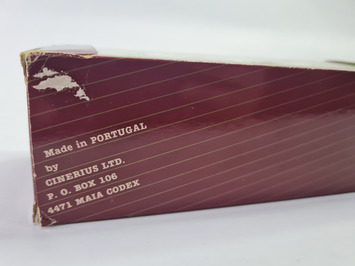 Made in PORTUGAL
by
CINERIUS LTD.
P. O. BOX 106
4471 MAIA CODEX